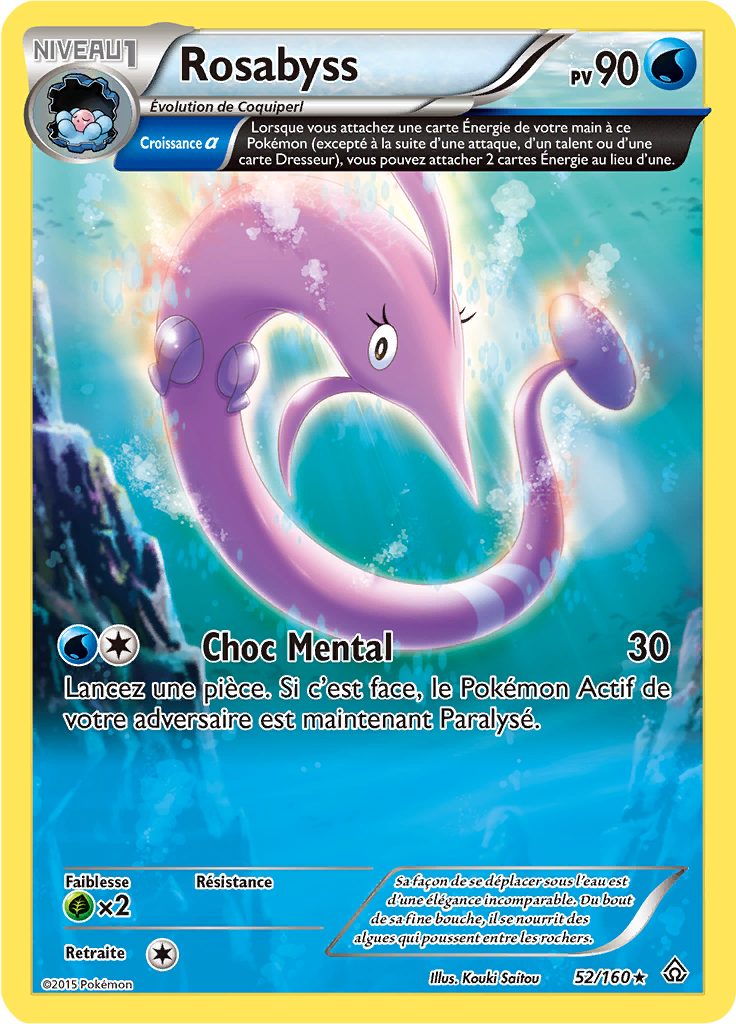 NIVEAU 1
Rosabyss
PV 90
Évolution de Coquiperl
Croissance α
Lorsque vous attachez une carte Énergie de votre main à ce
Pokémon (excepté à la suite d'une attaque, d'un talent ou d'une
carte Dresseur), vous pouvez attacher 2 cartes Énergie au lieu d'une.
Choc Mental 30
Lancez une pièce. Si c'est face, le Pokémon Actif de
votre adversaire est maintenant Paralysé.
Faiblesse
×2
Résistance
Retraite
Sa façon de se déplacer sous l'eau est
d'une élégance incomparable. Du bout
de sa fine bouche, il se nourrit des
algues qui poussent entre les rochers.
©2015 Pokémon
Illus. Kouki Saitou
52/160★